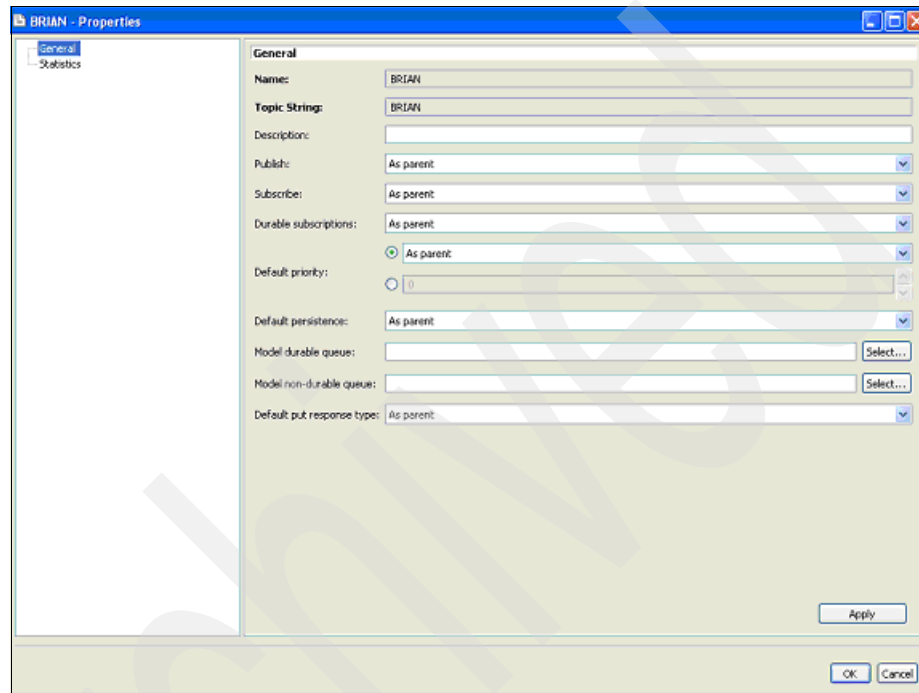 BRIAN - Properties
General
Statistics
General
Name: BRIAN
Topic String: BRIAN
Description:
Publish: As parent
Subscribe: As parent
Durable subscriptions: As parent
As parent
Default priority:
0
Default persistence: As parent
Model durable queue: Select...
Model non-durable queue: Select...
Default put response type: As parent
Apply
OK Cancel